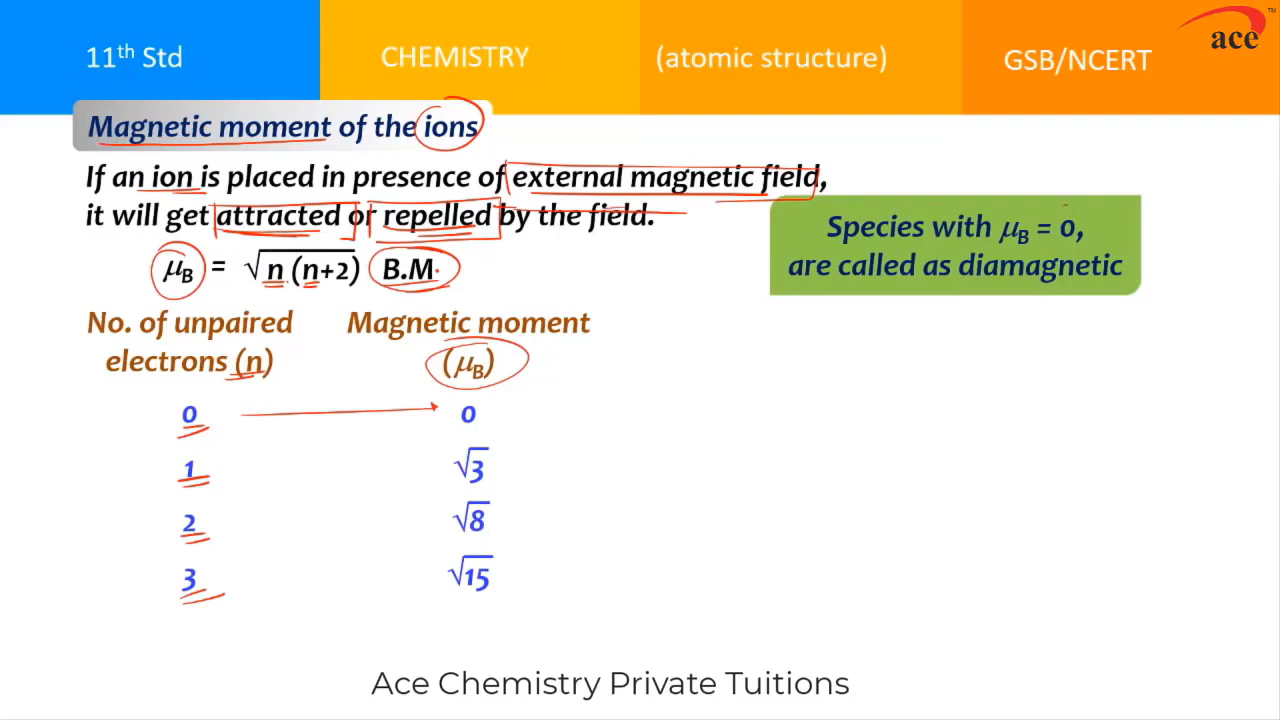 11th Std CHEMISTRY (atomic structure) GSB/NCERT
ace TM
Magnetic moment of the ions
If an ion is placed in presence of external magnetic field,
it will get attracted or repelled by the field.
Species with μB = 0,
are called as diamagnetic
μB = √n (n+2) B.M.
No. of unpaired Magnetic moment
electrons (n) (μB)
0 0
1 √3
2 √8
3 √15
Ace Chemistry Private Tuitions